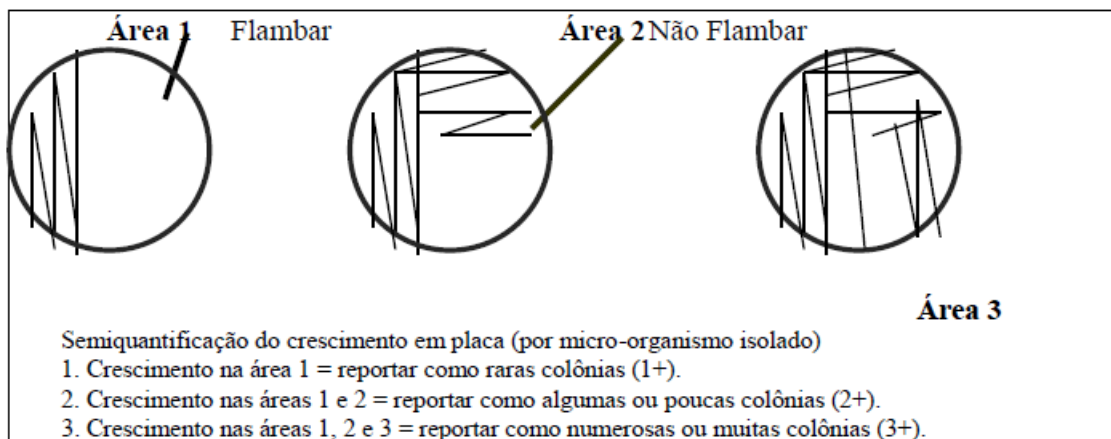 Área 1 Flambar Área 2 Não Flambar
Área 3
Semiquantificação do crescimento em placa (por micro-organismo isolado)
1. Crescimento na área 1 = reportar como raras colônias (1+).
2. Crescimento nas áreas 1 e 2 = reportar como algumas ou poucas colônias (2+).
3. Crescimento nas áreas 1, 2 e 3 = reportar como numerosas ou muitas colônias (3+).